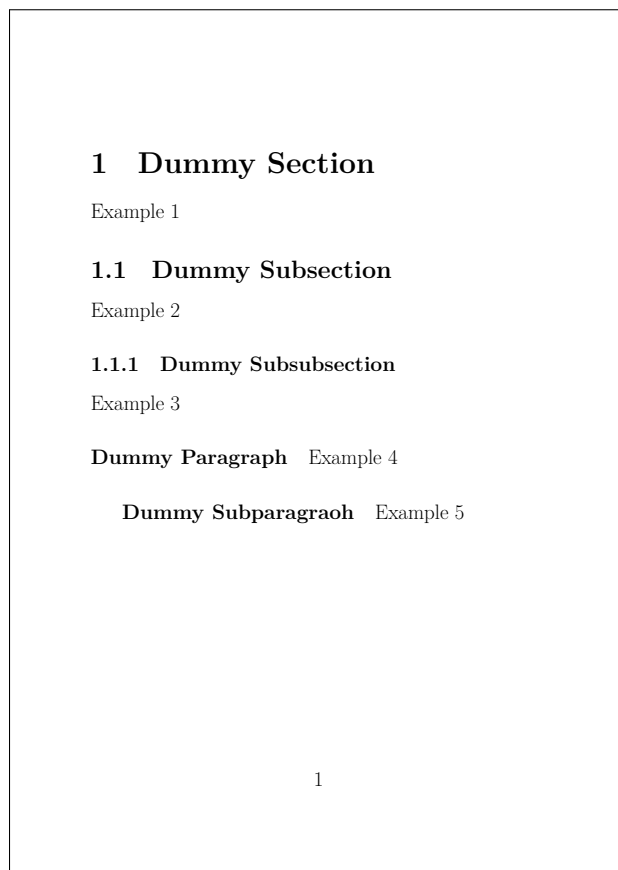 1 Dummy Section
Example 1
1.1 Dummy Subsection
Example 2
1.1.1 Dummy Subsubsection
Example 3
Dummy Paragraph Example 4
Dummy Subparagraoh Example 5
1